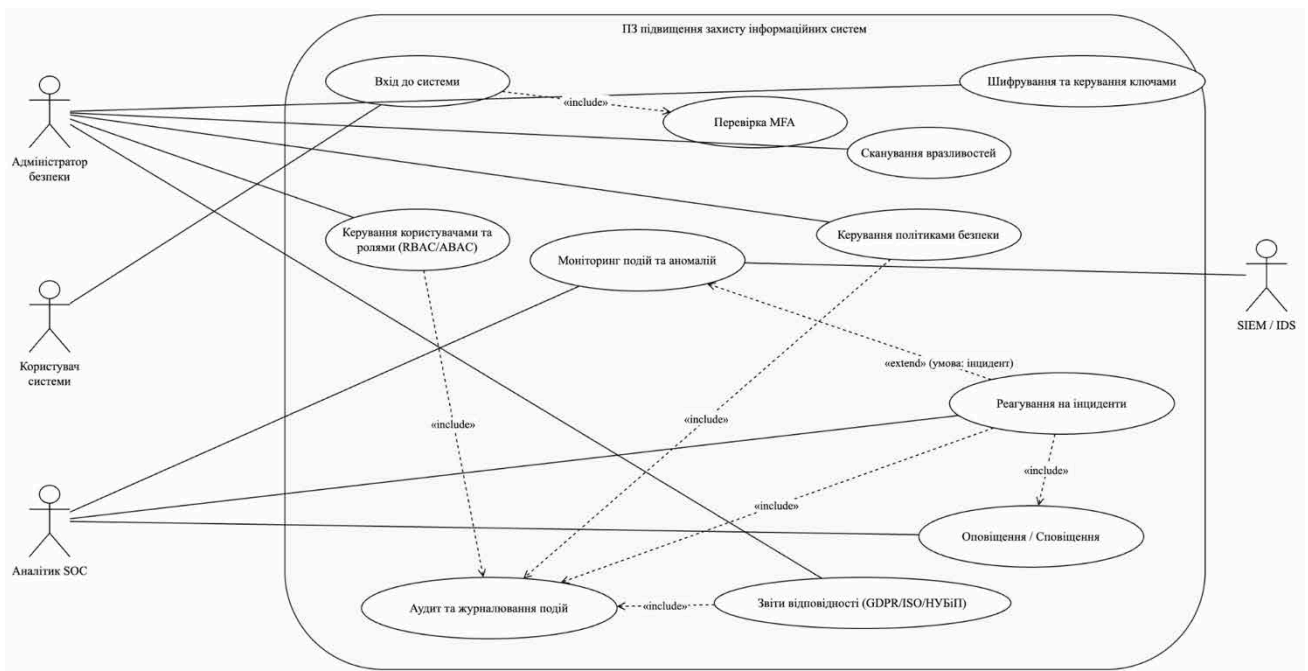 ПЗ підвищення захисту інформаційних систем
Вхід до системи
Шифрування та керування ключами
«include»
Перевірка MFA
Адміністратор
безпеки
Сканування вразливостей
Керування користувачами та
ролями (RBAC/ABAC)
Керування політиками безпеки
Моніторинг подій та аномалій
SIEM / IDS
Користувач
системи
«extend» (умова: інцидент)
Реагування на інциденти
«include»
«include»
«include»
«include»
Оповіщення / Сповіщення
Аналітик SOC
Аудит та журналювання подій
«include»
Звіти відповідності (GDPR/ISO/НУБіП)